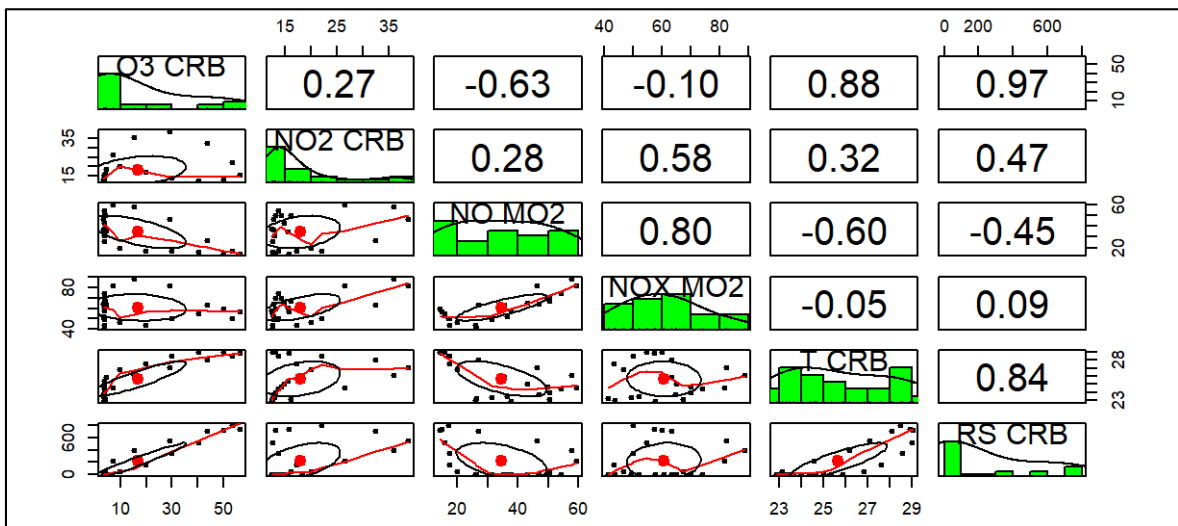 15 25 35 40 60 80 0 200 600
O3 CRB 0.27 -0.63 -0.10 0.88 0.97 10 50
15 35 NO2 CRB 0.28 0.58 0.32 0.47
NO MO2 0.80 -0.60 -0.45 20 60
40 80 NOX MO2 -0.05 0.09
T CRB 0.84 23 28
0 600 RS CRB
10 30 50 20 40 60 23 25 27 29